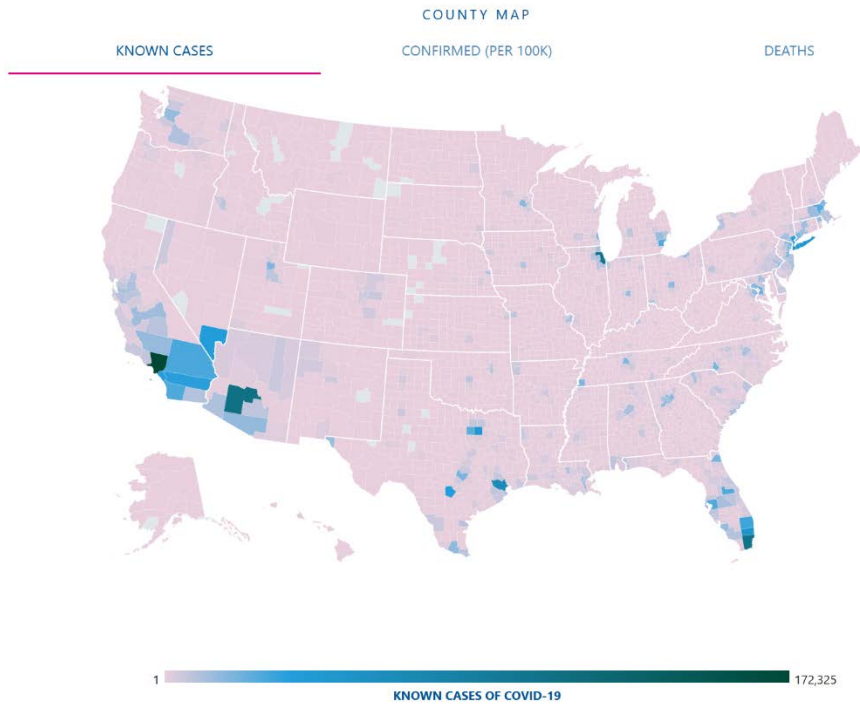 COUNTY MAP
KNOWN CASES CONFIRMED (PER 100K) DEATHS
1 172,325
KNOWN CASES OF COVID-19